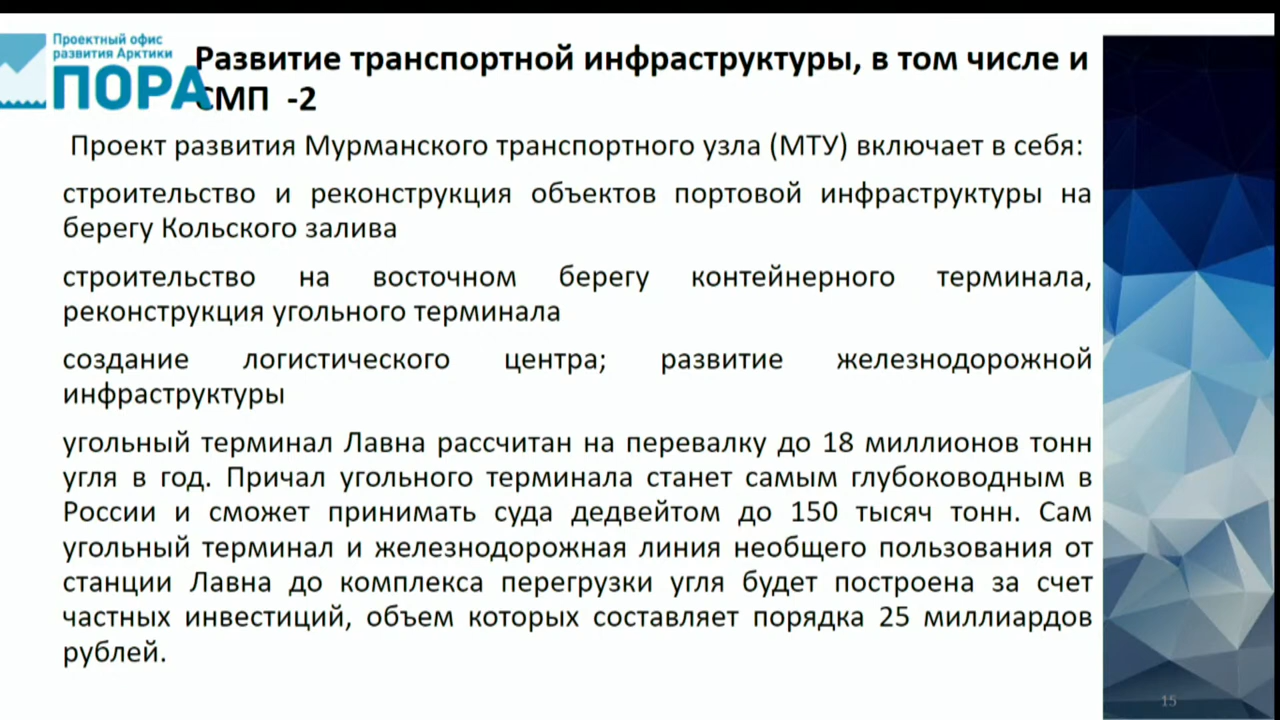 Проектный офис
развития Арктики
ПОРА
Развитие транспортной инфраструктуры, в том числе и
СМП -2
Проект развития Мурманского транспортного узла (МТУ) включает в себя:
строительство и реконструкция объектов портовой инфраструктуры на
берегу Кольского залива
строительство на восточном берегу контейнерного терминала,
реконструкция угольного терминала
создание логистического центра; развитие железнодорожной
инфраструктуры
угольный терминал Лавна рассчитан на перевалку до 18 миллионов тонн
угля в год. Причал угольного терминала станет самым глубоководным в
России и сможет принимать суда дедвейтом до 150 тысяч тонн. Сам
угольный терминал и железнодорожная линия необщего пользования от
станции Лавна до комплекса перегрузки угля будет построена за счет
частных инвестиций, объем которых составляет порядка 25 миллиардов
рублей.
15